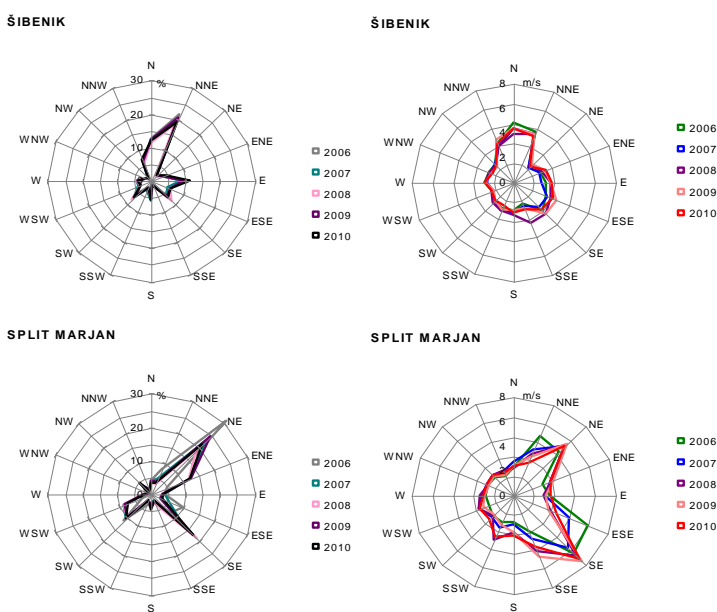 ŠIBENIK
N
NNE
NE
ENE
E
ESE
SE
SSE
S
SSW
SW
WSW
W
WNW
NW
NNW
30
%
20
10
0
2006
2007
2008
2009
2010
ŠIBENIK
N
NNE
NE
ENE
E
ESE
SE
SSE
S
SSW
SW
WSW
W
WNW
NW
NNW
8
m/s
6
4
2
0
2006
2007
2008
2009
2010
SPLIT MARJAN
N
NNE
NE
ENE
E
ESE
SE
SSE
S
SSW
SW
WSW
W
WNW
NW
NNW
30
%
20
10
0
2006
2007
2008
2009
2010
SPLIT MARJAN
N
NNE
NE
ENE
E
ESE
SE
SSE
S
SSW
SW
WSW
W
WNW
NW
NNW
8
m/s
6
4
2
0
2006
2007
2008
2009
2010